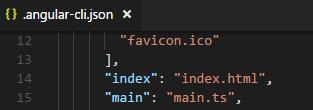 {} .angular-cli.json ●
12 "favicon.ico"
13 ],
14 "index": "index.html",
15 "main": "main.ts",